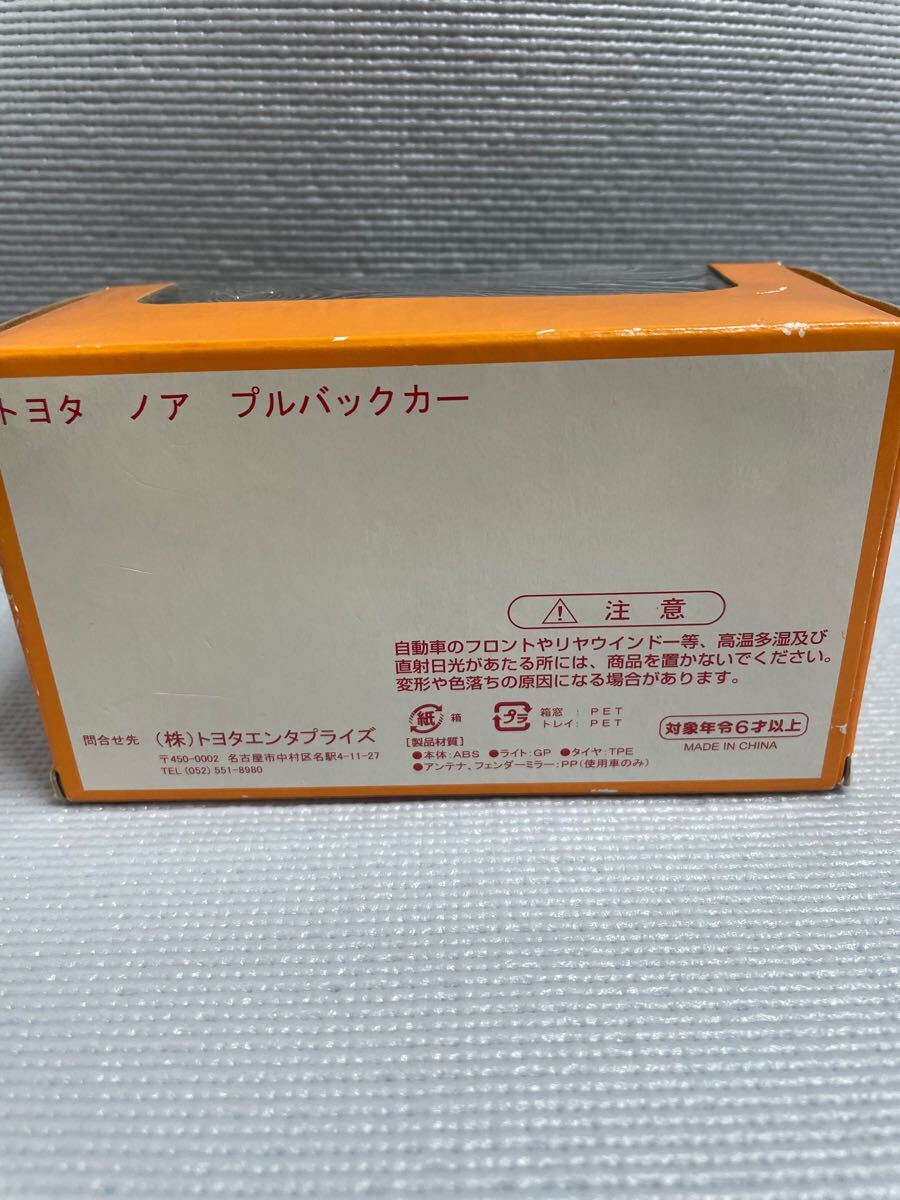 トヨタ ノア プルバックカー
注意
自動車のフロントやリヤウインドー等、高温多湿及び
直射日光があたる所には、商品を置かないでください。
変形や色落ちの原因になる場合があります。
紙 箱
プラ 箱窓:PET
トレイ:PET
対象年令6才以上
MADE IN CHINA
[製品材質]
●本体:ABS ●ライト:GP ●タイヤ:TPE
●アンテナ、フェンダーミラー:PP(使用車のみ)
問合せ先 (株)トヨタエンタプライズ
〒450-0002 名古屋市中村区名駅4-11-27
TEL (052) 551-8980